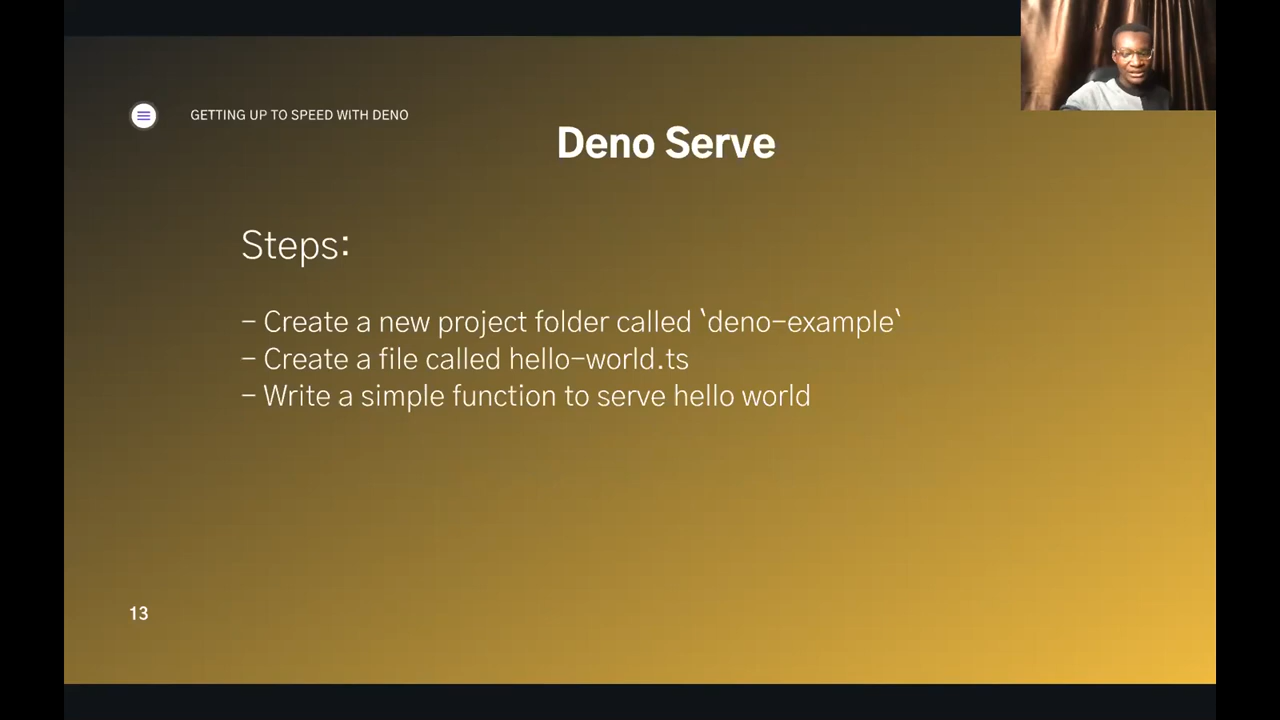 GETTING UP TO SPEED WITH DENO
Deno Serve
Steps:
- Create a new project folder called `deno-example`
- Create a file called hello-world.ts
- Write a simple function to serve hello world
13